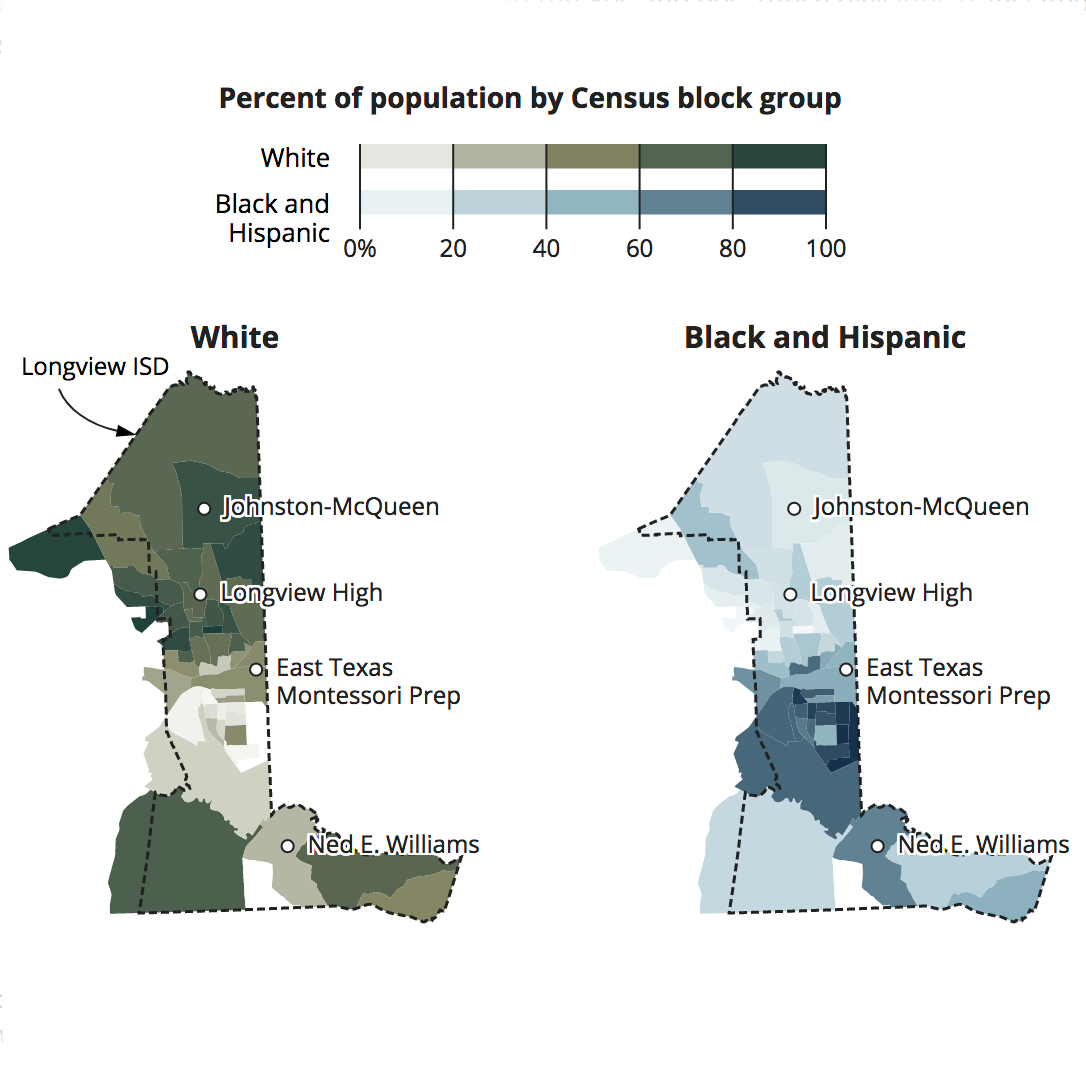 Percent of population by Census block group
White
Black and
Hispanic
0% 20 40 60 80 100
White
Black and Hispanic
Longview ISD
Johnston-McQueen
Longview High
East Texas
Montessori Prep
Ned E. Williams
Johnston-McQueen
Longview High
East Texas
Montessori Prep
Ned E. Williams